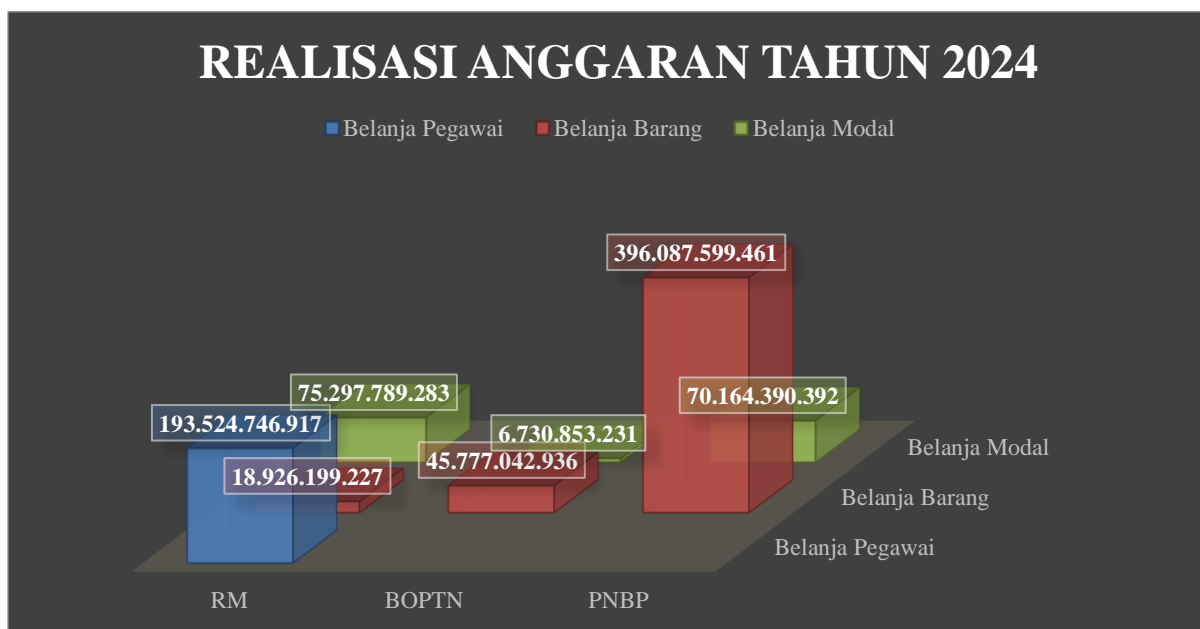 REALISASI ANGGARAN TAHUN 2024
Belanja Pegawai Belanja Barang Belanja Modal
396.087.599.461
75.297.789.283
70.164.390.392
193.524.746.917
6.730.853.231
18.926.199.227
45.777.042.936
Belanja Modal
Belanja Barang
Belanja Pegawai
RM BOPTN PNBP